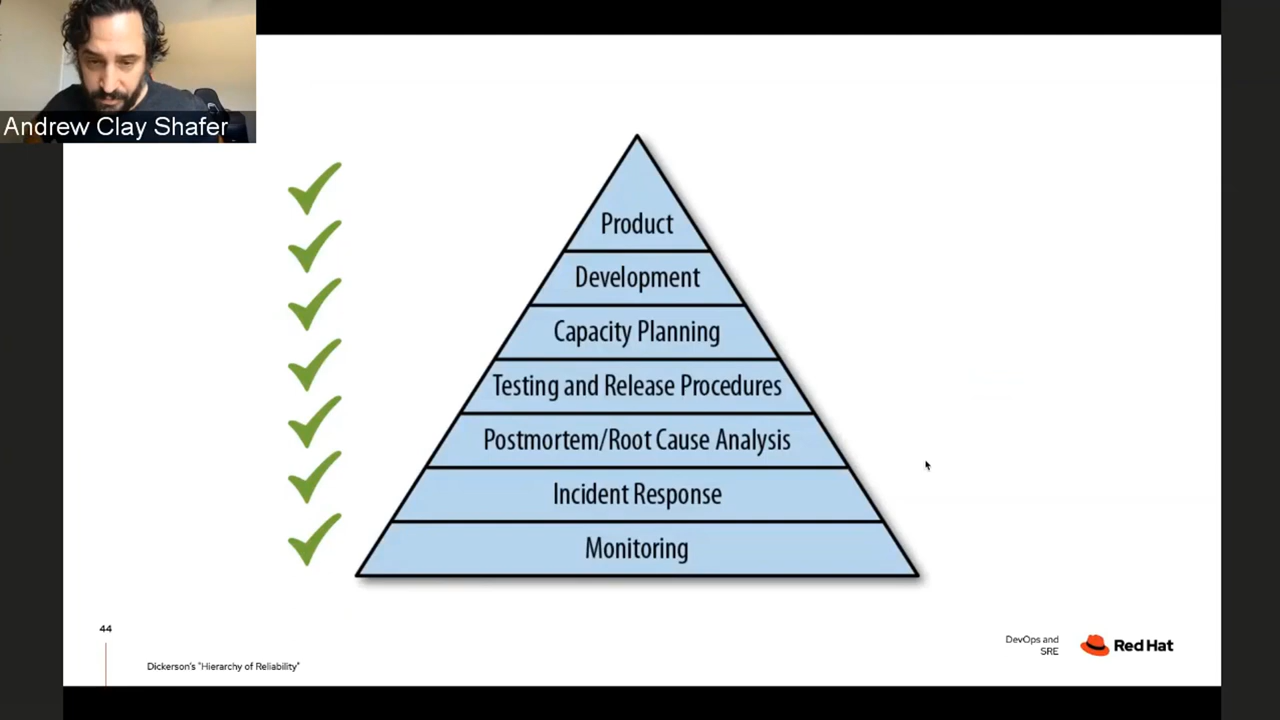 Andrew Clay Shafer
Product
Development
Capacity Planning
Testing and Release Procedures
Postmortem/Root Cause Analysis
Incident Response
Monitoring
44
Dickerson's "Hierarchy of Reliability"
DevOps and
SRE
Red Hat